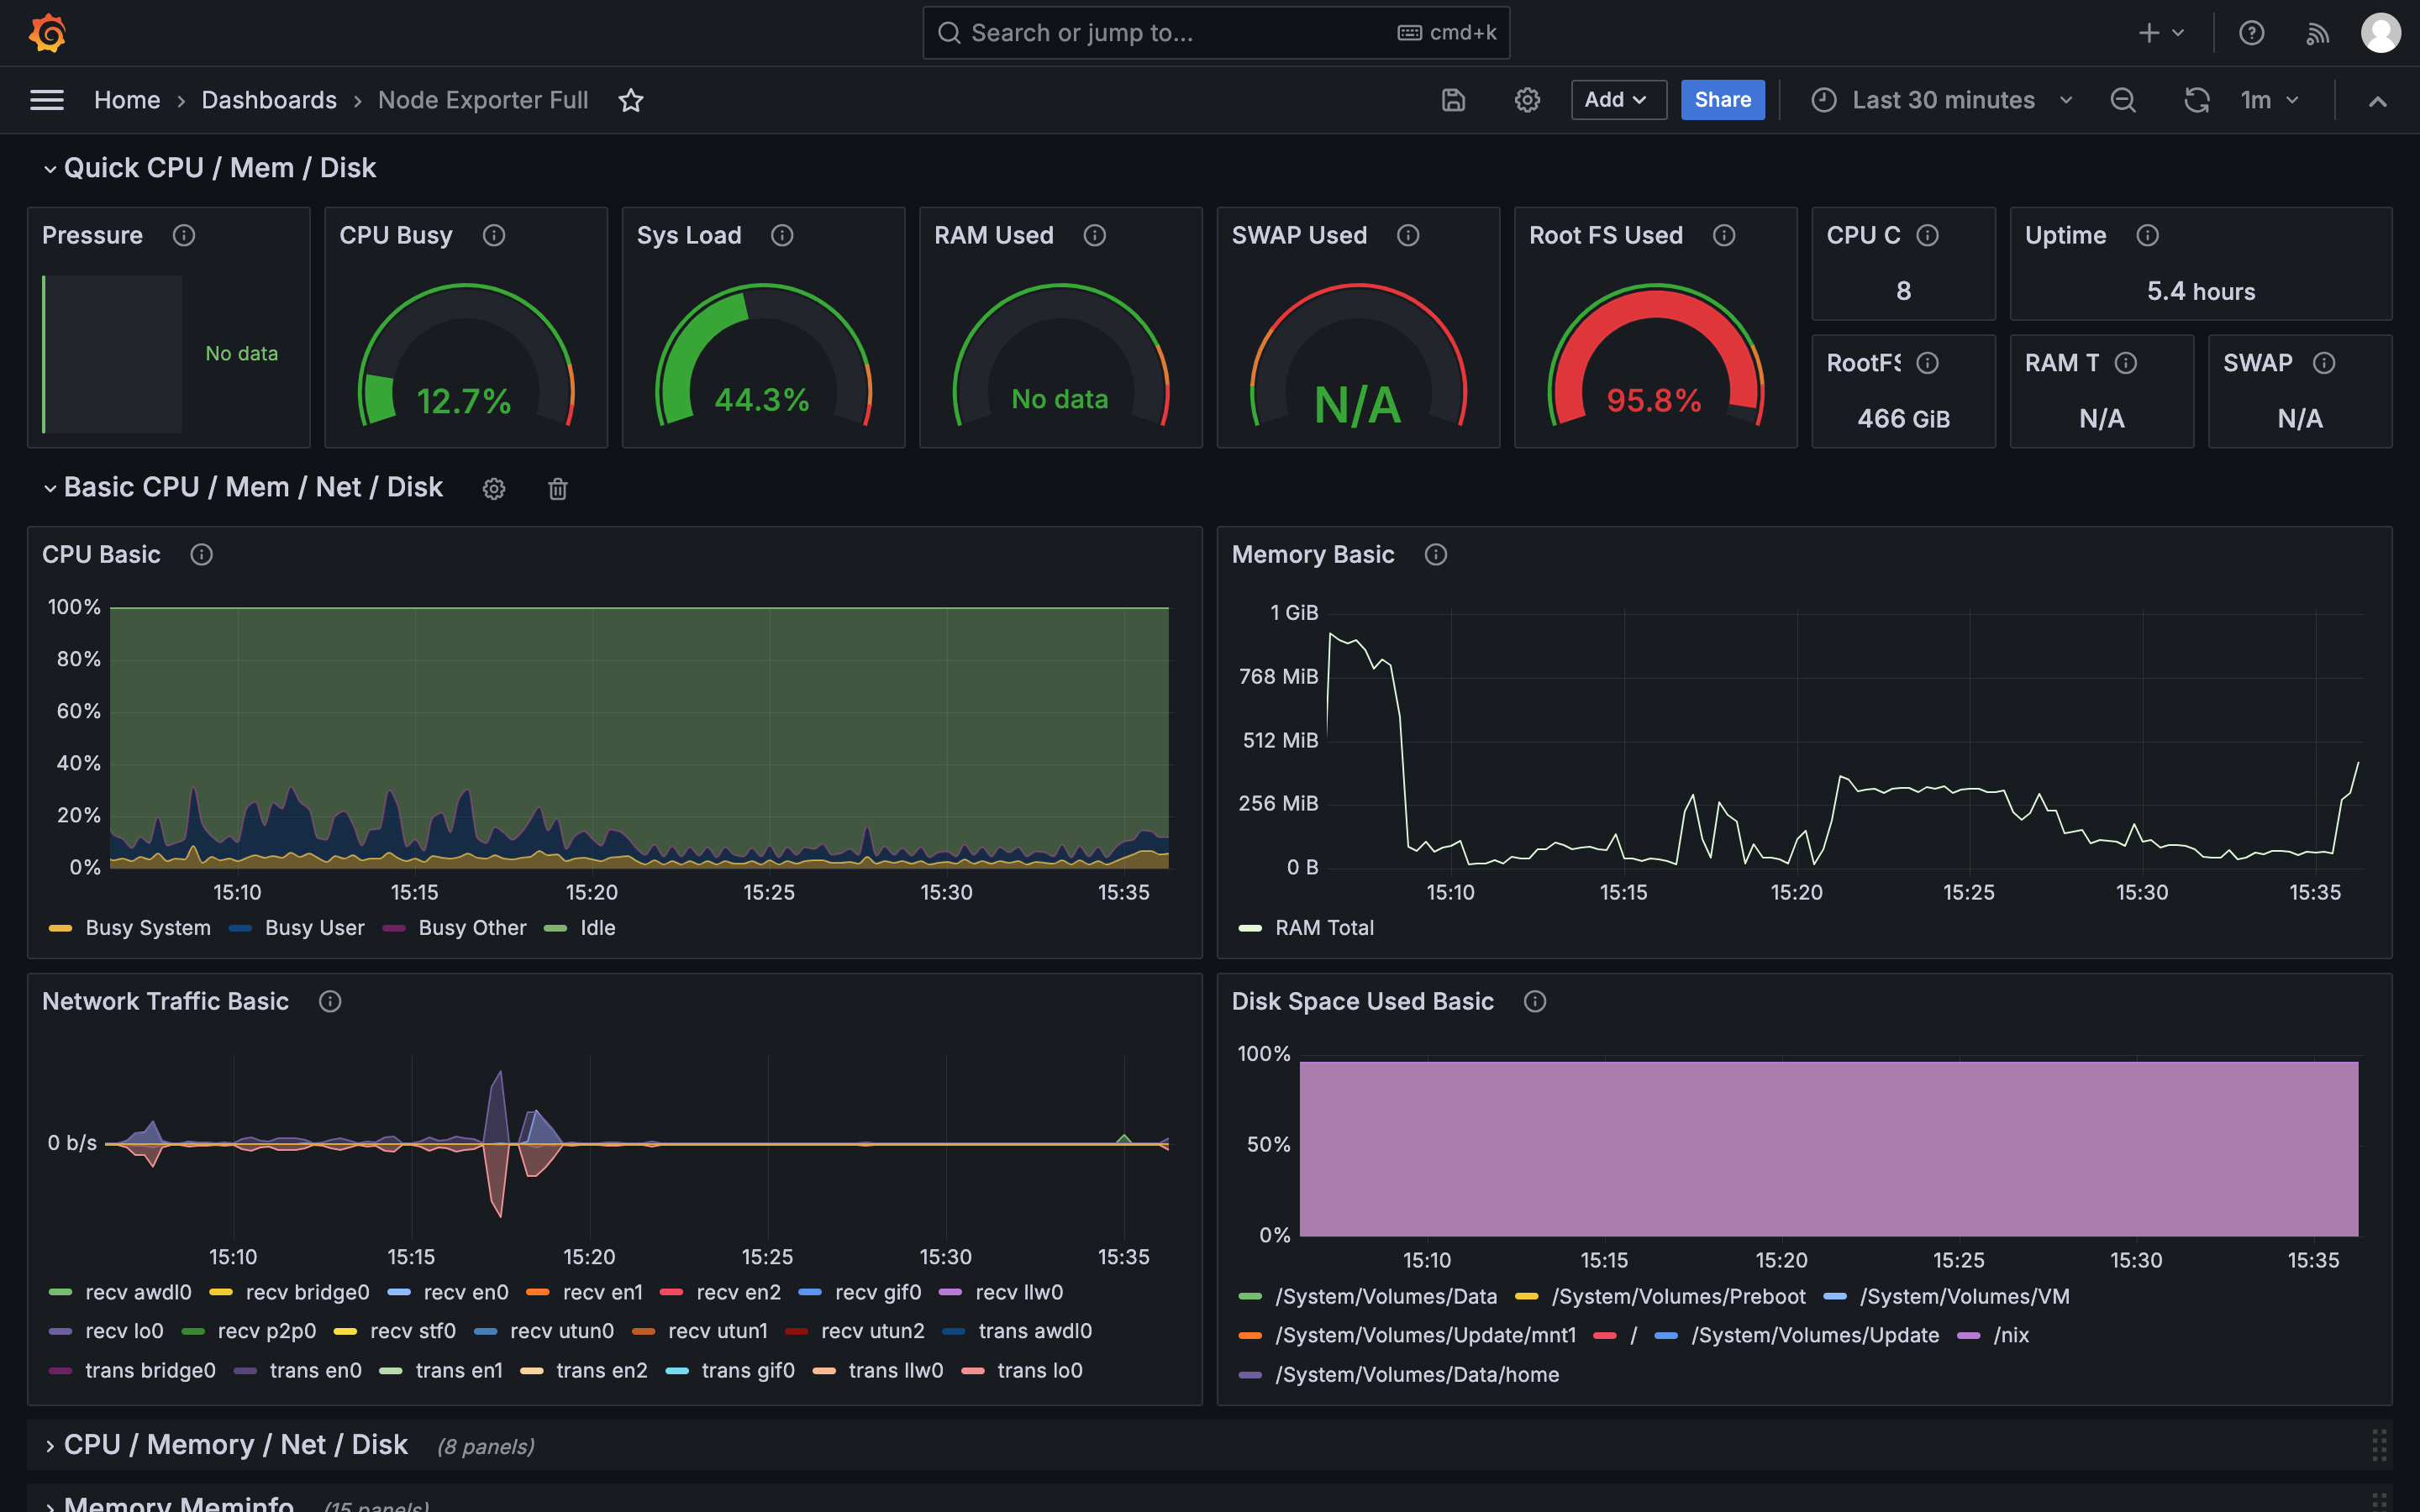 Search or jump to... cmd+k
Home › Dashboards › Node Exporter Full Add Share Last 30 minutes 1m
Quick CPU / Mem / Disk
Pressure
No data
CPU Busy
12.7%
Sys Load
44.3%
RAM Used
No data
SWAP Used
N/A
Root FS Used
95.8%
CPU C
8
Uptime
5.4 hours
RootFS
466 GiB
RAM T
N/A
SWAP
N/A
Basic CPU / Mem / Net / Disk
CPU Basic
100%
80%
60%
40%
20%
0%
15:10 15:15 15:20 15:25 15:30 15:35
Busy System Busy User Busy Other Idle
Memory Basic
1 GiB
768 MiB
512 MiB
256 MiB
0 B
15:10 15:15 15:20 15:25 15:30 15:35
RAM Total
Network Traffic Basic
0 b/s
15:10 15:15 15:20 15:25 15:30 15:35
recv awdl0 recv bridge0 recv en0 recv en1 recv en2 recv gif0 recv llw0
recv lo0 recv p2p0 recv stf0 recv utun0 recv utun1 recv utun2 trans awdl0
trans bridge0 trans en0 trans en1 trans en2 trans gif0 trans llw0 trans lo0
Disk Space Used Basic
100%
50%
0%
15:10 15:15 15:20 15:25 15:30 15:35
/System/Volumes/Data /System/Volumes/Preboot /System/Volumes/VM
/System/Volumes/Update/mnt1 / /System/Volumes/Update /nix
/System/Volumes/Data/home
CPU / Memory / Net / Disk (8 panels)
Memory Meminfo (15 panels)